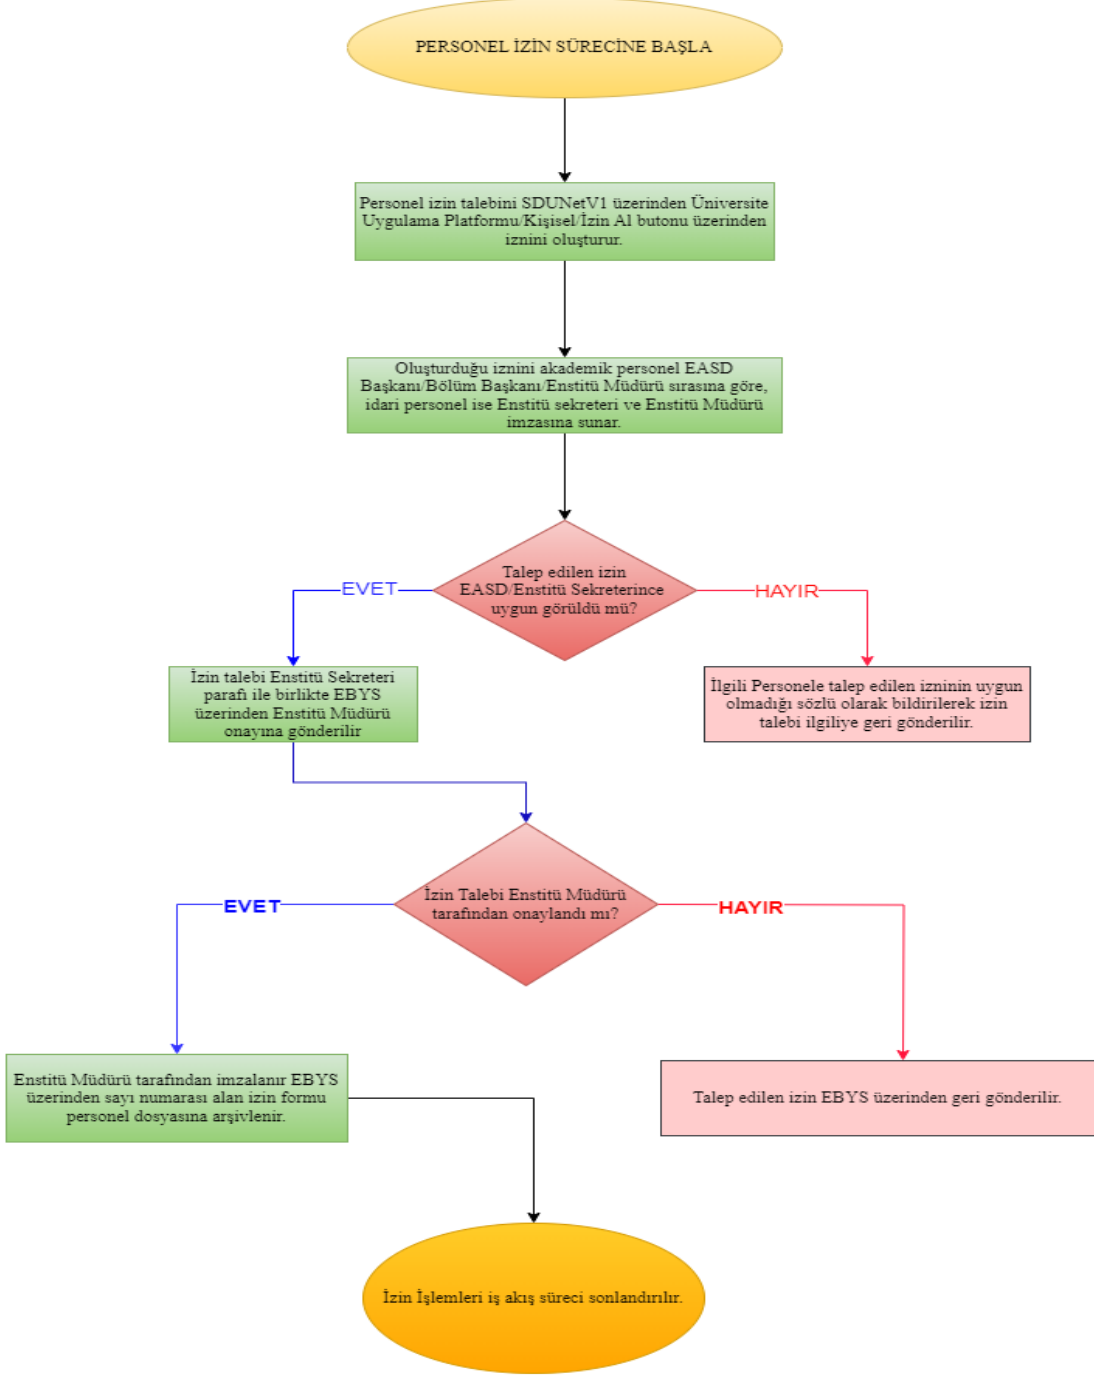 PERSONEL İZİN SÜRECİNE BAŞLA
Personel izin talebini SDUNetV1 üzerinden Üniversite
Uygulama Platformu/Kişisel/İzin Al butonu üzerinden
iznini oluşturur.
Oluşturduğu iznini akademik personel EASD
Başkanı/Bölüm Başkanı/Enstitü Müdürü sırasına göre,
idari personel ise Enstitü sekreteri ve Enstitü Müdürü
imzasına sunar.
Talep edilen izin
EASD/Enstitü Sekreterince
uygun görüldü mü?
EVET
HAYIR
İzin talebi Enstitü Sekreteri
parafı ile birlikte EBYS
üzerinden Enstitü Müdürü
onayına gönderilir
İlgili Personele talep edilen izninin uygun
olmadığı sözlü olarak bildirilerek izin
talebi ilgiliye geri gönderilir.
İzin Talebi Enstitü Müdürü
tarafından onaylandı mı?
EVET
HAYIR
Enstitü Müdürü tarafından imzalanır EBYS
üzerinden sayı numarası alan izin formu
personel dosyasına arşivlenir.
Talep edilen izin EBYS üzerinden geri gönderilir.
İzin İşlemleri iş akış süreci sonlandırılır.